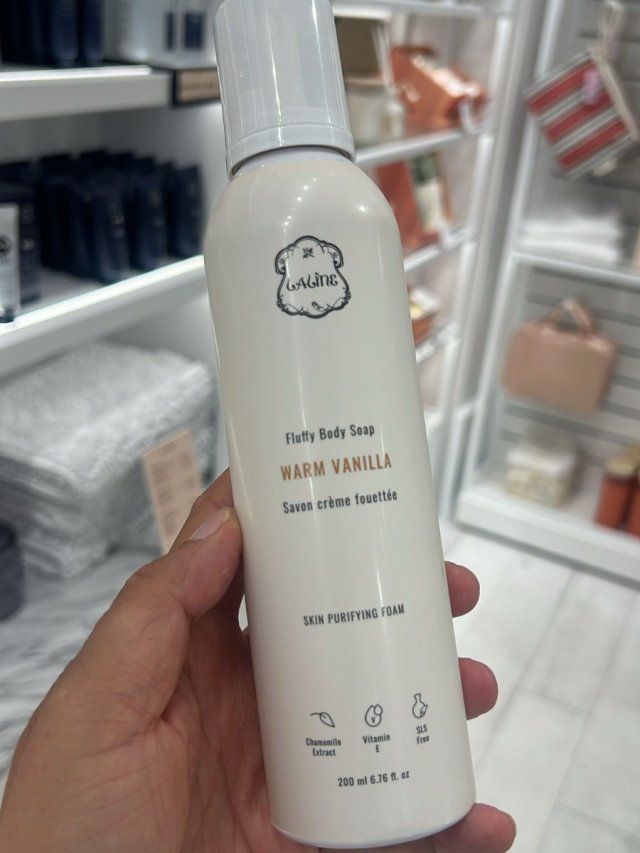 LALINE
Fluffy Body Soap
WARM VANILLA
Savon crème fouettée
SKIN PURIFYING FOAM
Chamomile
Extract
Vitamin
E
SLS
Free
200 ml 6.76 fl. oz